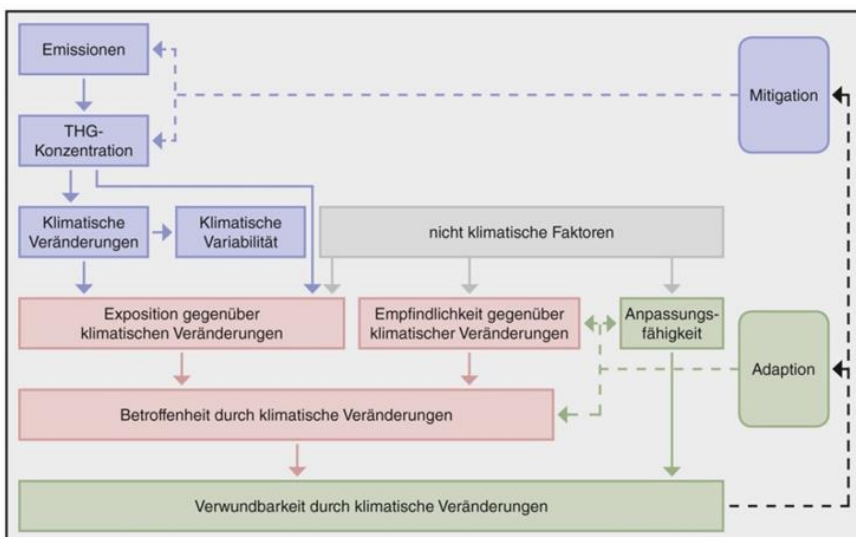 Emissionen
Mitigation
THG-
Konzentration
Klimatische
Veränderungen
Klimatische
Variabilität
nicht klimatische Faktoren
Exposition gegenüber
klimatischen Veränderungen
Empfindlichkeit gegenüber
klimatischer Veränderungen
Anpassungs-
fähigkeit
Adaption
Betroffenheit durch klimatische Veränderungen
Verwundbarkeit durch klimatische Veränderungen